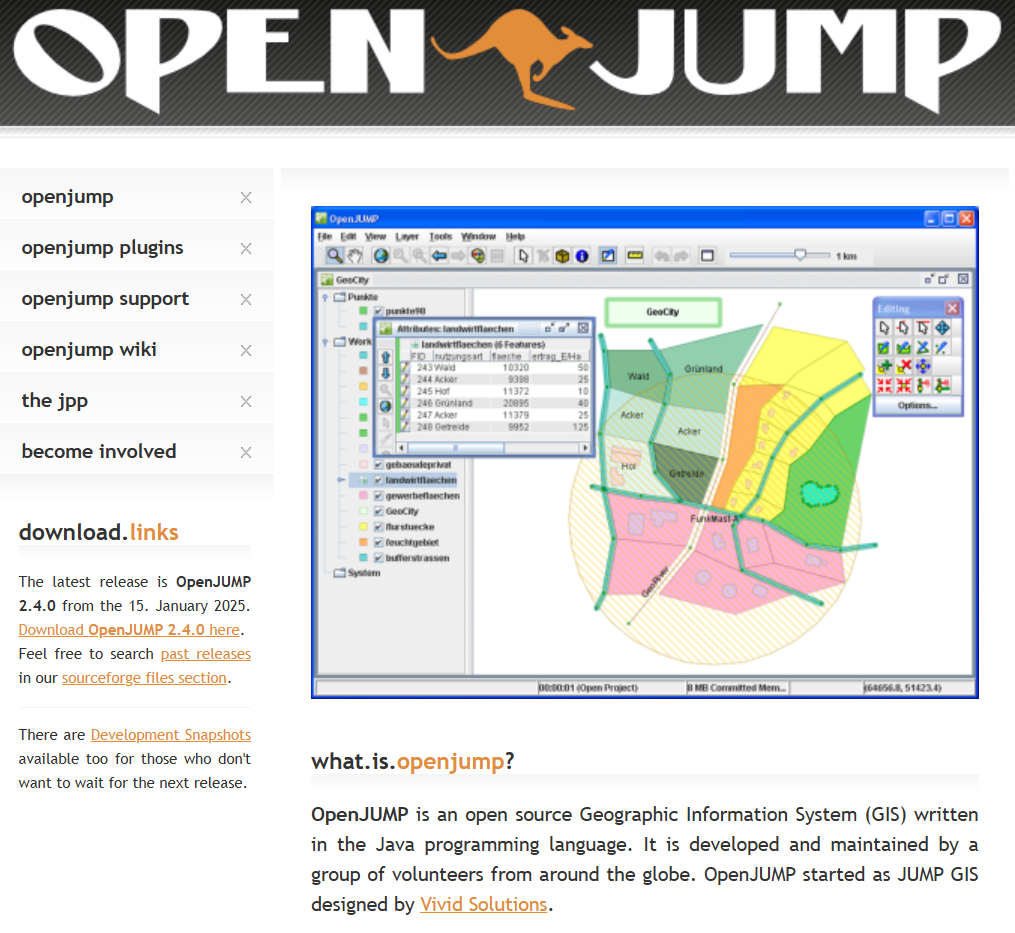 OPEN JUMP
openjump
openjump plugins
openjump support
openjump wiki
the jpp
become involved
download.links
The latest release is OpenJUMP
2.4.0 from the 15. January 2025.
Download OpenJUMP 2.4.0 here.
Feel free to search past releases
in our sourceforge files section.
There are Development Snapshots
available too for those who don't
want to wait for the next release.
OpenJUMP
File Edit View Layer Tools Window Help
1 km
GeoCity
Punkte
punkte98
Work
gebaeudeprivat
landwirtflaechen
gewerbeflaechen
GeoCity
flurstuecke
feuchtgebiet
bufferstrassen
System
Attributes: landwirtflaechen
landwirtflaechen (6 Features)
FID nutzungsart flaeche ertrag_E/Ha
243 Wald 10320 50
244 Acker 9398 25
245 Hof 11372 10
246 Grünland 20895 40
247 Acker 11379 25
248 Getreide 9952 125
GeoCity
Wald
Grünland
Acker
Acker
Hof
Getreide
FunkMast-A
GeoRiver
Editing
Options...
00:00:01 (Open Project)
8 MB Committed Mem...
(64656.8, 51423.4)
what.is.openjump?
OpenJUMP is an open source Geographic Information System (GIS) written
in the Java programming language. It is developed and maintained by a
group of volunteers from around the globe. OpenJUMP started as JUMP GIS
designed by Vivid Solutions.